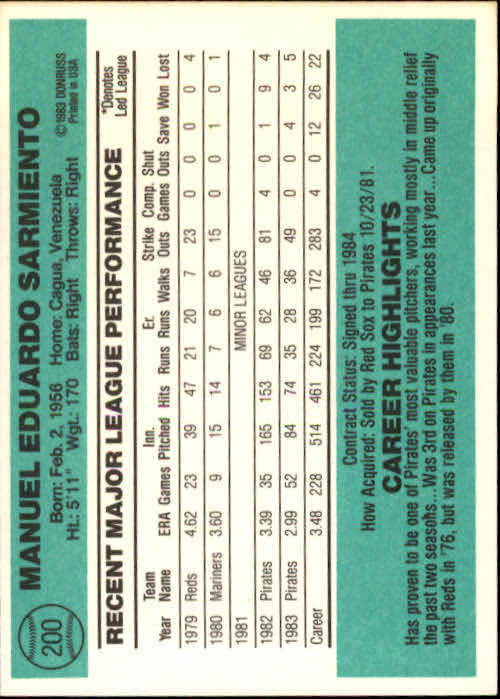 200
MANUEL EDUARDO SARMIENTO
Born: Feb. 2, 1956 Home: Cagua, Venezuela
Ht.: 5'11" Wgt.: 170 Bats: Right Throws: Right
©1983 DONRUSS
Printed in USA
RECENT MAJOR LEAGUE PERFORMANCE
*Denotes
Led League
Team Inn. Er. Strike Comp. Shut
Year Name ERA Games Pitched Hits Runs Runs Walks Outs Games Outs Save Won Lost
1979 Reds 4.62 23 39 47 21 20 7 23 0 0 0 0 4
1980 Mariners 3.60 9 15 14 7 6 6 15 0 0 1 0 1
1981 MINOR LEAGUES
1982 Pirates 3.39 35 165 153 69 62 46 81 4 0 1 9 4
1983 Pirates 2.99 52 84 74 35 28 36 49 0 0 4 3 5
Career 3.48 228 514 461 224 199 172 283 4 0 12 26 22
Contract Status: Signed thru 1984
How Acquired: Sold by Red Sox to Pirates 10/23/81.
CAREER HIGHLIGHTS
Has proven to be one of Pirates' most valuable pitchers, working mostly in middle relief
the past two seasons...Was 3rd on Pirates in appearances last year...Came up originally
with Reds in '76, but was released by them in '80.